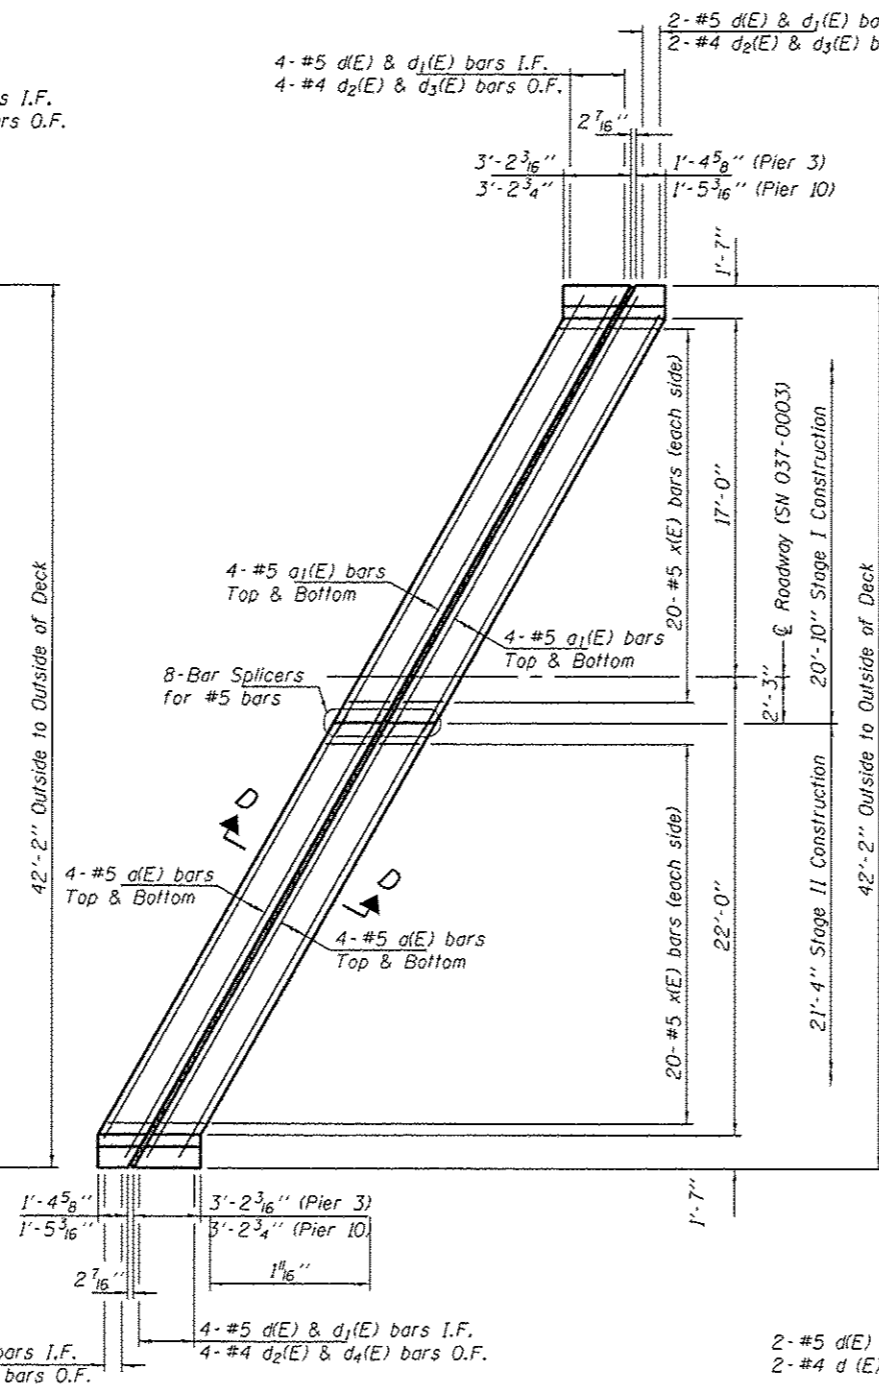 2-#5 d(E) & d₁(E) ba
2-#4 d₂(E) & d₃(E) b
4-#5 d(E) & d₁(E) bars I.F.
4-#4 d₂(E) & d₃(E) bars O.F.
s I.F.
rs O.F.
2 7/16"
3'-2 3/16"
3'-2 3/4"
1'-4 5/8" (Pier 3)
1'-5 3/16" (Pier 10)
1'-7"
42'-2" Outside to Outside of Deck
20-#5 x(E) bars (each side)
17'-0"
℄ Roadway (SN 037-0003)
2'-3"
20'-10" Stage I Construction
42'-2" Outside to Outside of Deck
4-#5 a₁(E) bars
Top & Bottom
4-#5 a₁(E) bars
Top & Bottom
8-Bar Splicers
for #5 bars
D
D
4-#5 a(E) bars
Top & Bottom
4-#5 a(E) bars
Top & Bottom
20-#5 x(E) bars (each side)
22'-0"
21'-4" Stage II Construction
1'-4 5/8"
1'-5 3/16"
3'-2 3/16" (Pier 3)
3'-2 3/4" (Pier 10)
1'-7"
2 7/16"
1 11/16"
4-#5 d(E) & d₁(E) bars I.F.
4-#4 d₂(E) & d₄(E) bars O.F.
bars I.F.
bars O.F.
2-#5 d(E)
2-#4 d (E)